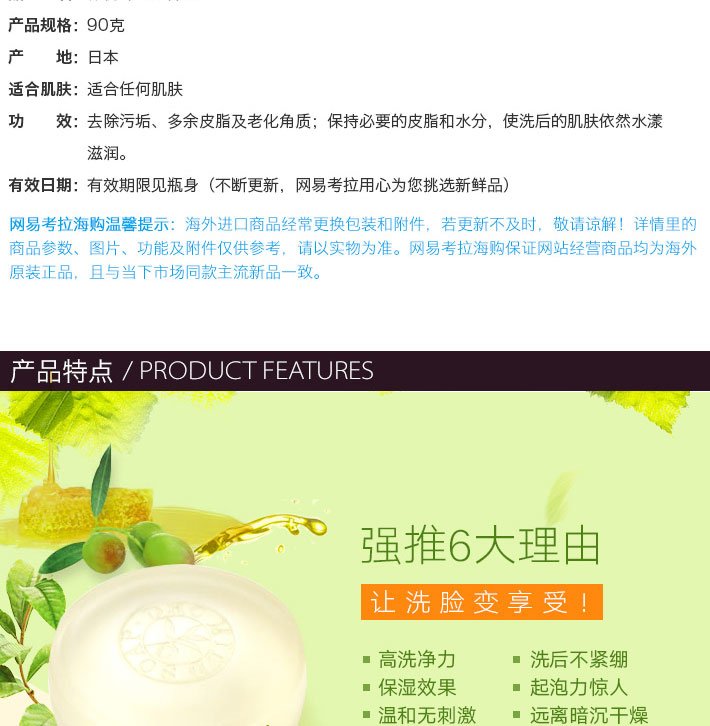 产品规格：90克
产　　地：日本
适合肌肤：适合任何肌肤
功　　效：去除污垢、多余皮脂及老化角质；保持必要的皮脂和水分，使洗后的肌肤依然水漾
滋润。
有效日期：有效期限见瓶身（不断更新，网易考拉用心为您挑选新鲜品）
网易考拉海购温馨提示：海外进口商品经常更换包装和附件，若更新不及时，敬请谅解！详情里的
商品参数、图片、功能及附件仅供参考，请以实物为准。网易考拉海购保证网站经营商品均为海外
原装正品，且与当下市场同款主流新品一致。
产品特点 / PRODUCT FEATURES
强推6大理由
让洗脸变享受！
高洗净力　洗后不紧绷
保湿效果　起泡力惊人
温和无刺激　远离暗沉干燥